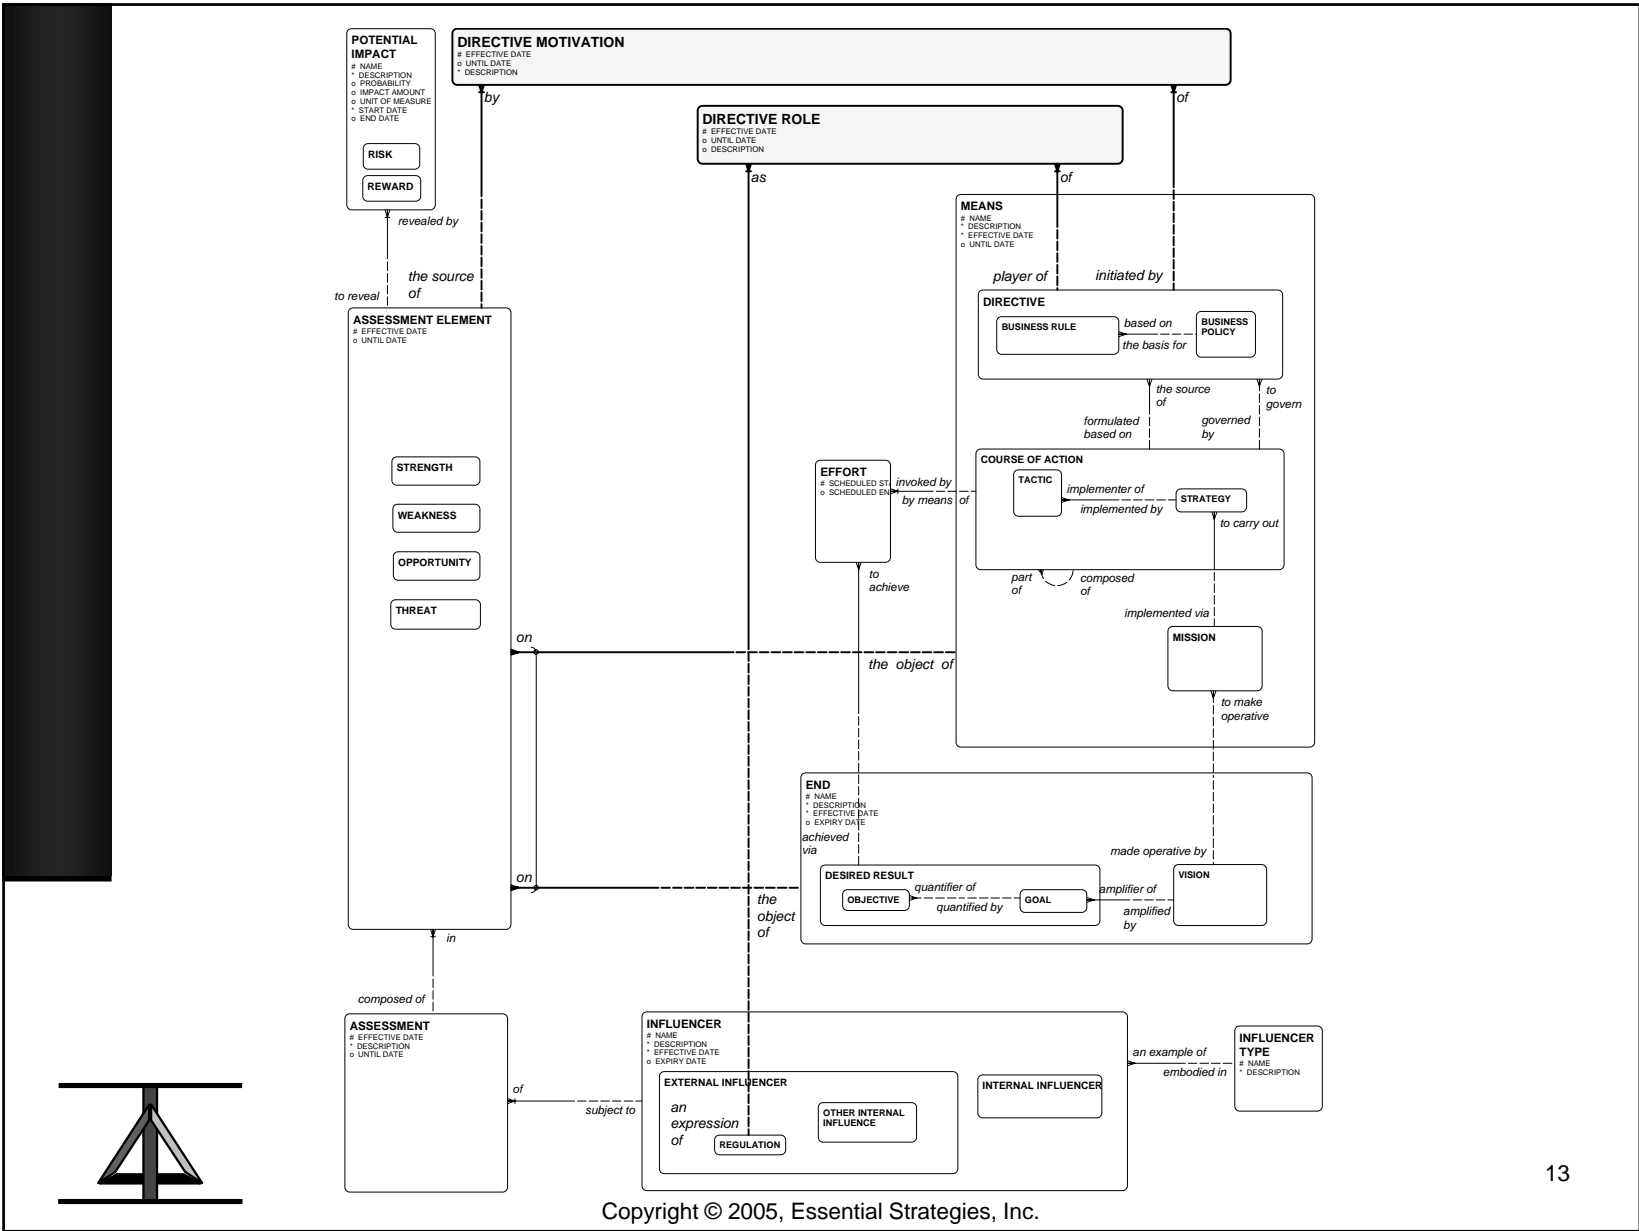 POTENTIAL
IMPACT
# NAME
* DESCRIPTION
o PROBABILITY
o IMPACT AMOUNT
o UNIT OF MEASURE
* START DATE
o END DATE
RISK
REWARD
revealed by
to reveal
DIRECTIVE MOTIVATION
# EFFECTIVE DATE
o UNTIL DATE
* DESCRIPTION
by
of
DIRECTIVE ROLE
# EFFECTIVE DATE
o UNTIL DATE
o DESCRIPTION
as
of
the source
of
player of
initiated by
MEANS
# NAME
* DESCRIPTION
* EFFECTIVE DATE
o UNTIL DATE
DIRECTIVE
BUSINESS RULE
based on
the basis for
BUSINESS
POLICY
the source
of
to
govern
formulated
based on
governed
by
COURSE OF ACTION
TACTIC
implementer of
implemented by
STRATEGY
to carry out
part
of
composed
of
implemented via
MISSION
to make
operative
ASSESSMENT ELEMENT
# EFFECTIVE DATE
o UNTIL DATE
STRENGTH
WEAKNESS
OPPORTUNITY
THREAT
on
the object of
on
the
object
of
in
composed of
EFFORT
# SCHEDULED ST
o SCHEDULED EN
invoked by
by means of
to
achieve
END
# NAME
* DESCRIPTION
* EFFECTIVE DATE
o EXPIRY DATE
achieved
via
made operative by
DESIRED RESULT
OBJECTIVE
quantifier of
quantified by
GOAL
amplifier of
amplified
by
VISION
ASSESSMENT
# EFFECTIVE DATE
* DESCRIPTION
o UNTIL DATE
of
subject to
INFLUENCER
# NAME
* DESCRIPTION
* EFFECTIVE DATE
o EXPIRY DATE
EXTERNAL INFLUENCER
an
expression
of
REGULATION
OTHER INTERNAL
INFLUENCE
INTERNAL INFLUENCER
an example of
embodied in
INFLUENCER
TYPE
# NAME
* DESCRIPTION
13
Copyright © 2005, Essential Strategies, Inc.